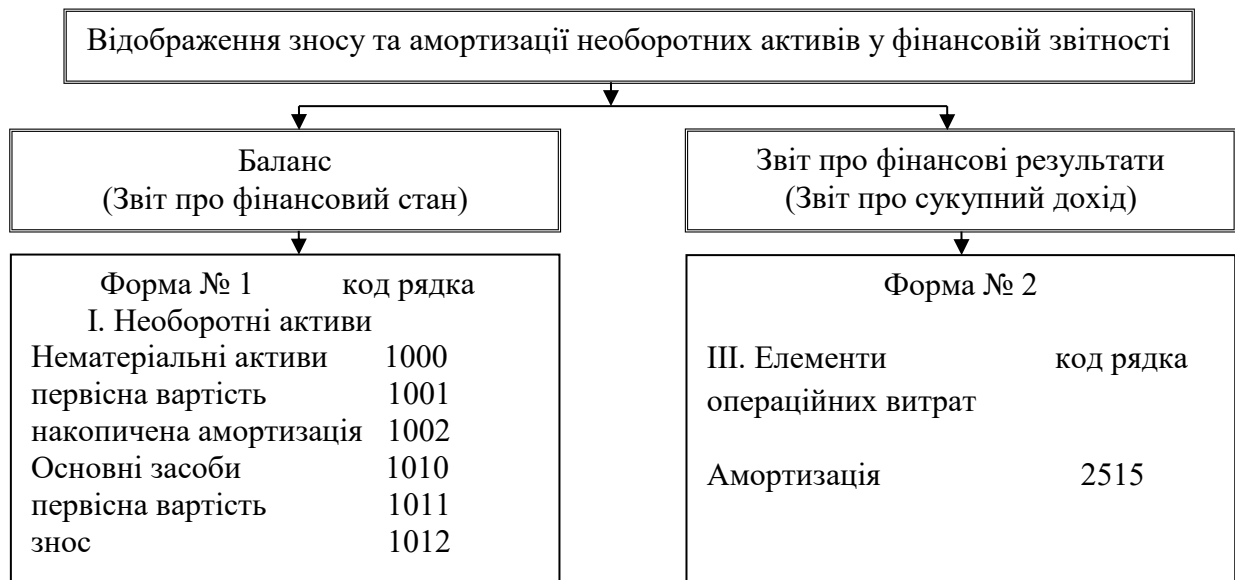 Відображення зносу та амортизації необоротних активів у фінансовій звітності
Баланс
(Звіт про фінансовий стан)
Звіт про фінансові результати
(Звіт про сукупний дохід)
Форма № 1 код рядка
І. Необоротні активи
Нематеріальні активи 1000
первісна вартість 1001
накопичена амортизація 1002
Основні засоби 1010
первісна вартість 1011
знос 1012
Форма № 2
ІІІ. Елементи код рядка
операційних витрат
Амортизація 2515